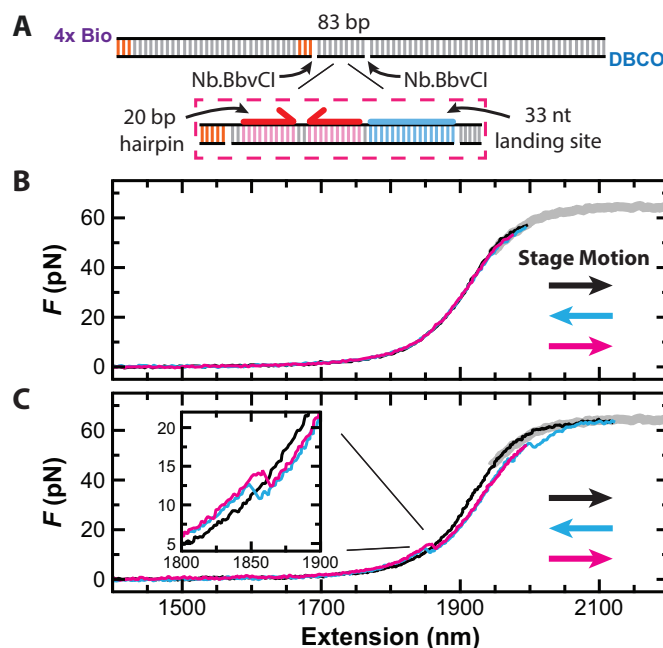 A
83 bp
4x Bio
DBCO
Nb.BbvCI
Nb.BbvCI
20 bp
hairpin
33 nt
landing site
B
60
40
20
0
F (pN)
Stage Motion
C
60
40
20
0
F (pN)
20
15
10
5
1800
1850
1900
1500
1700
1900
2100
Extension (nm)